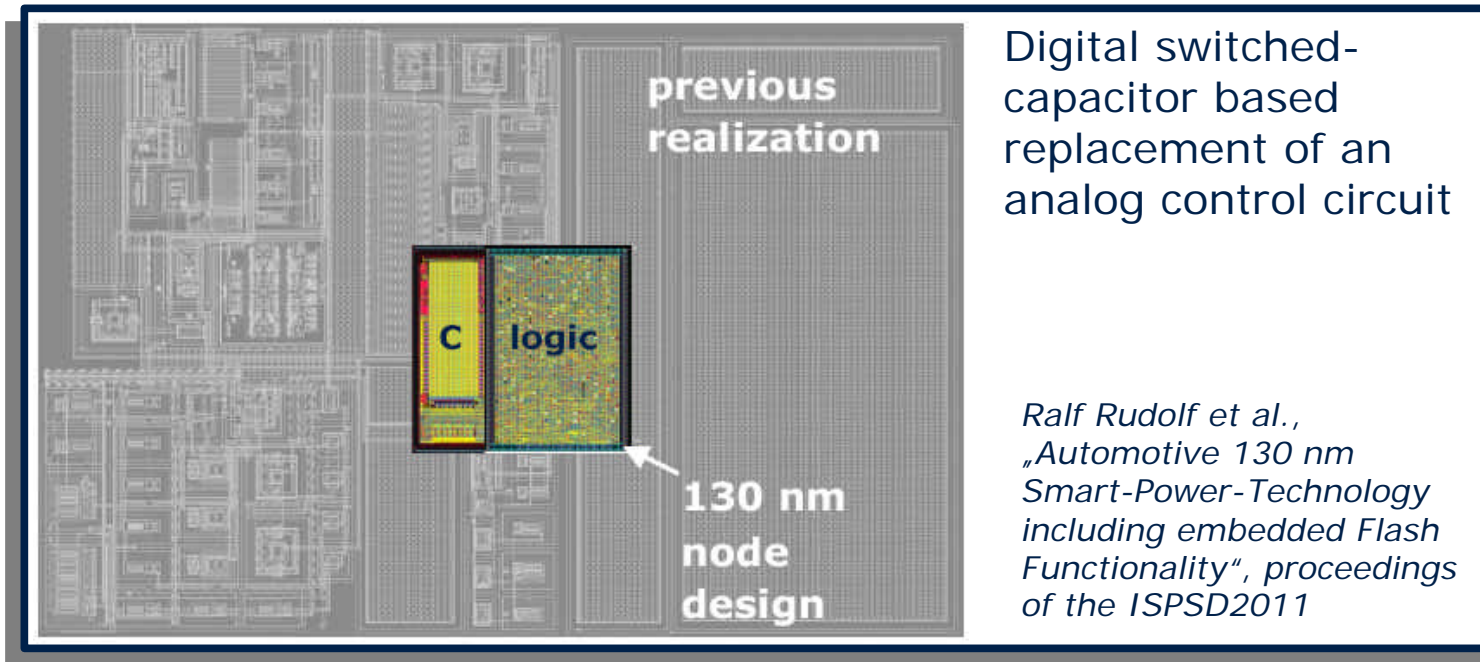 previous
realization
C
logic
130 nm
node
design
Digital switched-
capacitor based
replacement of an
analog control circuit
Ralf Rudolf et al.,
„Automotive 130 nm
Smart-Power-Technology
including embedded Flash
Functionality“, proceedings
of the ISPSD2011